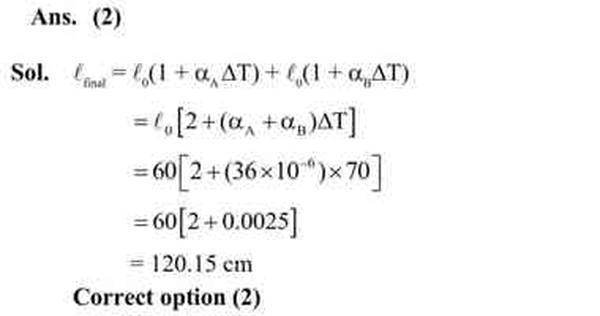 Ans. (2)
Sol. ℓ_final = ℓ₀(1 + α_A ΔT) + ℓ₀(1 + α_B ΔT)
= ℓ₀[2 + (α_A + α_B)ΔT]
= 60[2 + (36 × 10⁻⁶) × 70]
= 60[2 + 0.0025]
= 120.15 cm
Correct option (2)